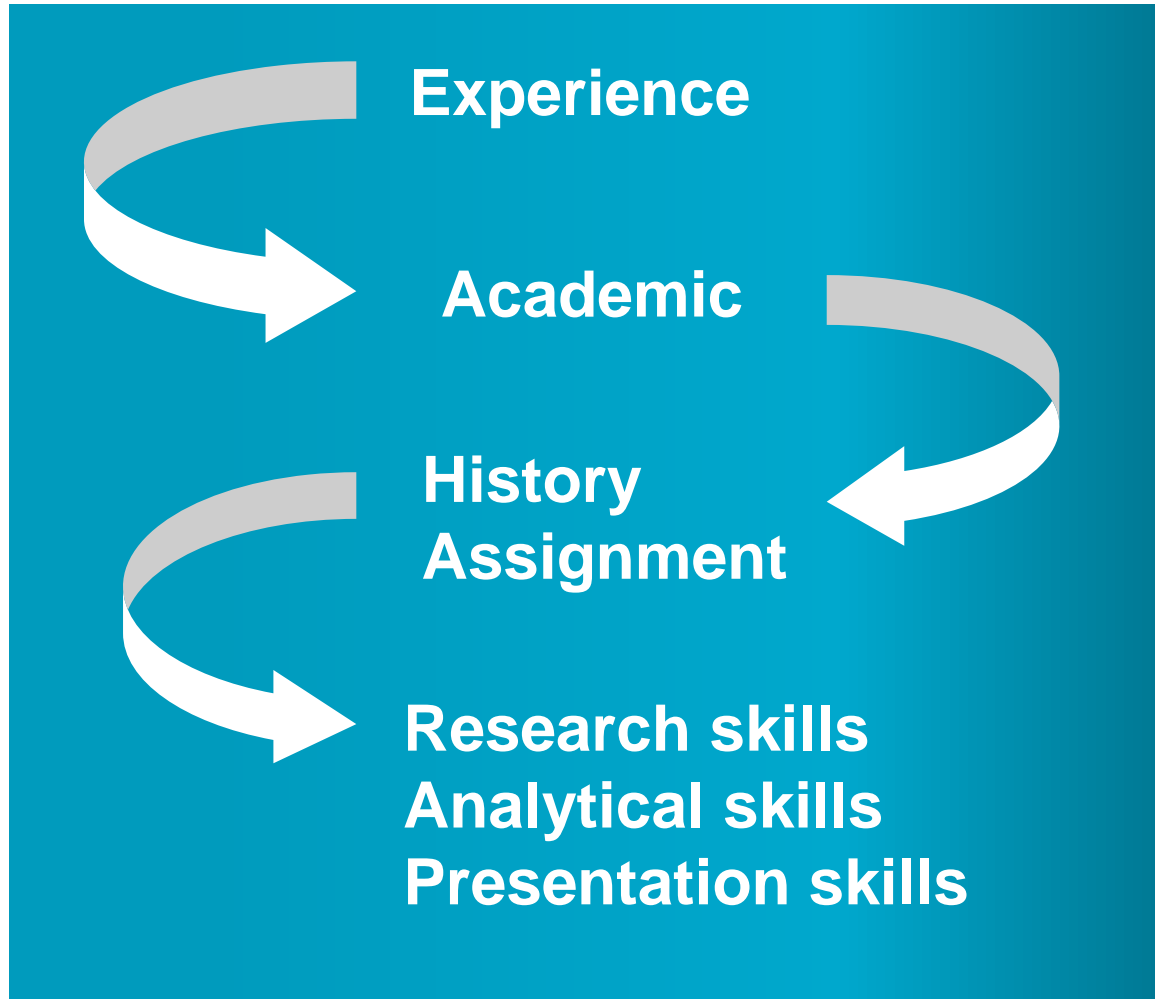 Experience
Academic
History
Assignment
Research skills
Analytical skills
Presentation skills